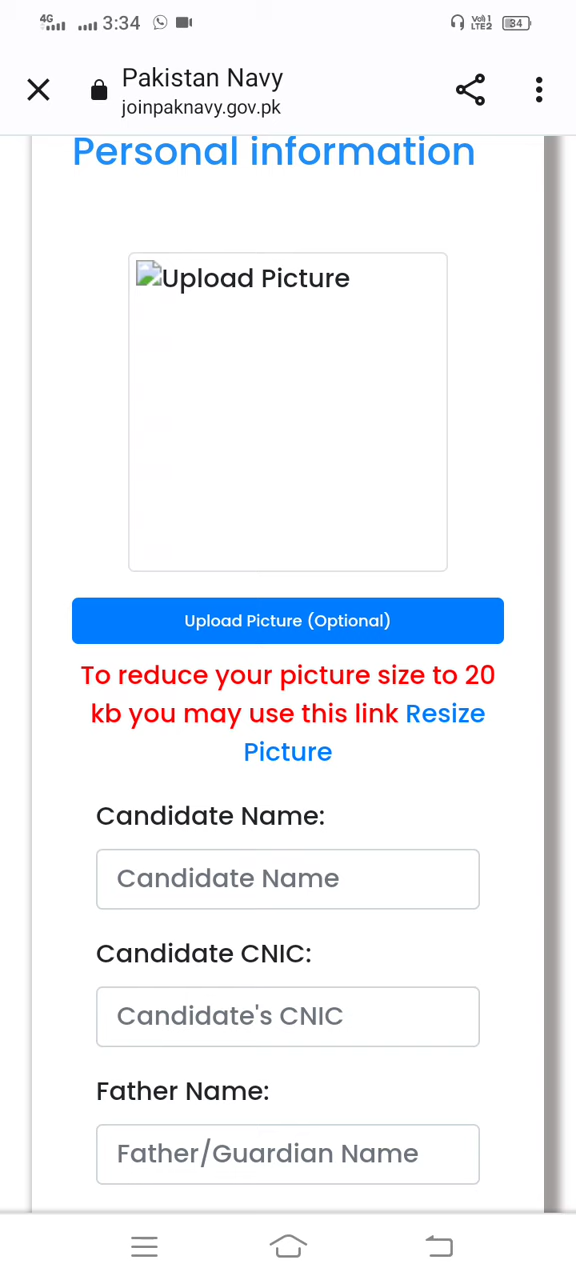 4G 3:34 Vo) 1 LTE2 34
Pakistan Navy
joinpaknavy.gov.pk
Personal information
Upload Picture
Upload Picture (Optional)
To reduce your picture size to 20
kb you may use this link Resize
Picture
Candidate Name:
Candidate Name
Candidate CNIC:
Candidate's CNIC
Father Name:
Father/Guardian Name